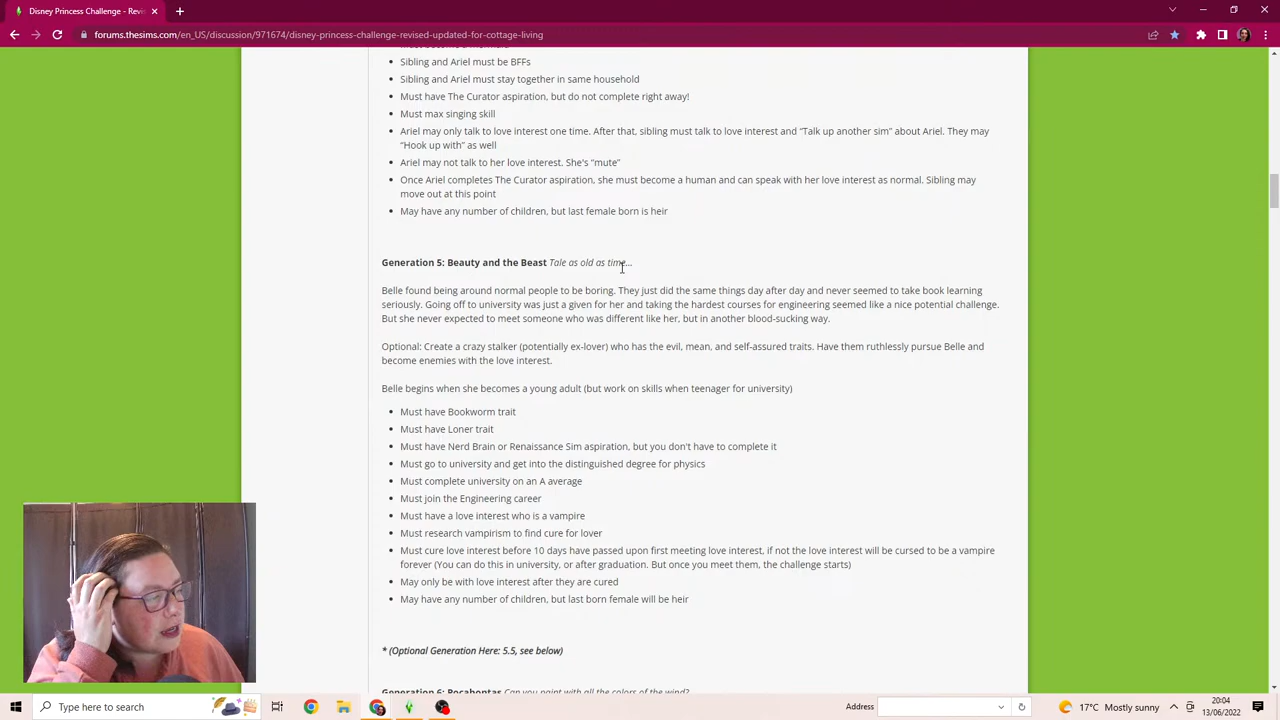 Disney Princess Challenge - Revi
forums.thesims.com/en_US/discussion/971674/disney-princess-challenge-revised-updated-for-cottage-living
Sibling and Ariel must be BFFs
Sibling and Ariel must stay together in same household
Must have The Curator aspiration, but do not complete right away!
Must max singing skill
Ariel may only talk to love interest one time. After that, sibling must talk to love interest and “Talk up another sim” about Ariel. They may
“Hook up with” as well
Ariel may not talk to her love interest. She's “mute”
Once Ariel completes The Curator aspiration, she must become a human and can speak with her love interest as normal. Sibling may
move out at this point
May have any number of children, but last female born is heir
Generation 5: Beauty and the Beast Tale as old as time...
Belle found being around normal people to be boring. They just did the same things day after day and never seemed to take book learning
seriously. Going off to university was just a given for her and taking the hardest courses for engineering seemed like a nice potential challenge.
But she never expected to meet someone who was different like her, but in another blood-sucking way.
Optional: Create a crazy stalker (potentially ex-lover) who has the evil, mean, and self-assured traits. Have them ruthlessly pursue Belle and
become enemies with the love interest.
Belle begins when she becomes a young adult (but work on skills when teenager for university)
Must have Bookworm trait
Must have Loner trait
Must have Nerd Brain or Renaissance Sim aspiration, but you don't have to complete it
Must go to university and get into the distinguished degree for physics
Must complete university on an A average
Must join the Engineering career
Must have a love interest who is a vampire
Must research vampirism to find cure for lover
Must cure love interest before 10 days have passed upon first meeting love interest, if not the love interest will be cursed to be a vampire
forever (You can do this in university, or after graduation. But once you meet them, the challenge starts)
May only be with love interest after they are cured
May have any number of children, but last born female will be heir
* (Optional Generation Here: 5.5, see below)
Generation 6: Pocahontas Can you paint with all the colors of the wind?
Type here to search
Address
17°C Mostly sunny
20:04
13/06/2022